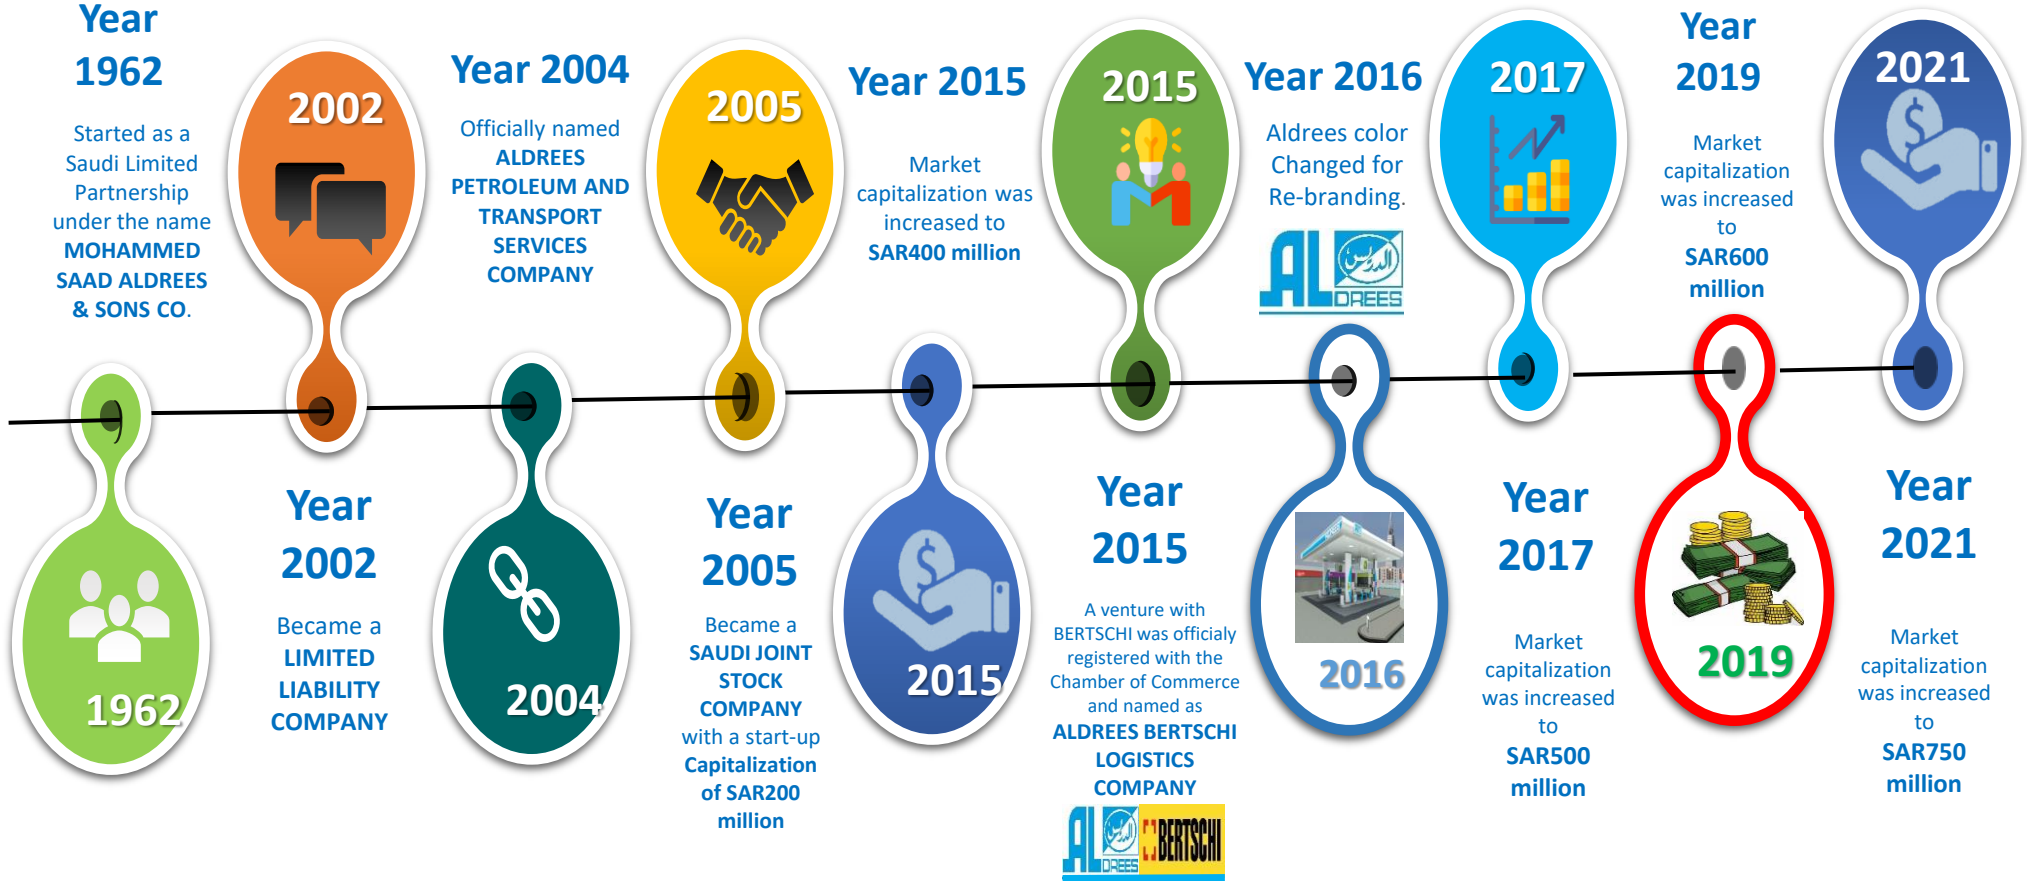 Year
1962
Started as a
Saudi Limited
Partnership
under the name
MOHAMMED
SAAD ALDREES
& SONS CO.
1962
2002
Year
2002
Became a
LIMITED
LIABILITY
COMPANY
Year 2004
Officially named
ALDREES
PETROLEUM AND
TRANSPORT
SERVICES
COMPANY
2004
2005
Year
2005
Became a
SAUDI JOINT
STOCK
COMPANY
with a start-up
Capitalization
of SAR200
million
Year 2015
Market
capitalization was
increased to
SAR400 million
2015
2015
Year
2015
A venture with
BERTSCHI was officialy
registered with the
Chamber of Commerce
and named as
ALDREES BERTSCHI
LOGISTICS
COMPANY
AL الدريس
DREES
BERTSCHI
Year 2016
Aldrees color
Changed for
Re-branding.
AL الدريس
DREES
2016
2017
Year
2017
Market
capitalization
was increased
to
SAR500
million
Year
2019
Market
capitalization
was increased
to
SAR600
million
2019
2021
Year
2021
Market
capitalization
was increased
to
SAR750
million